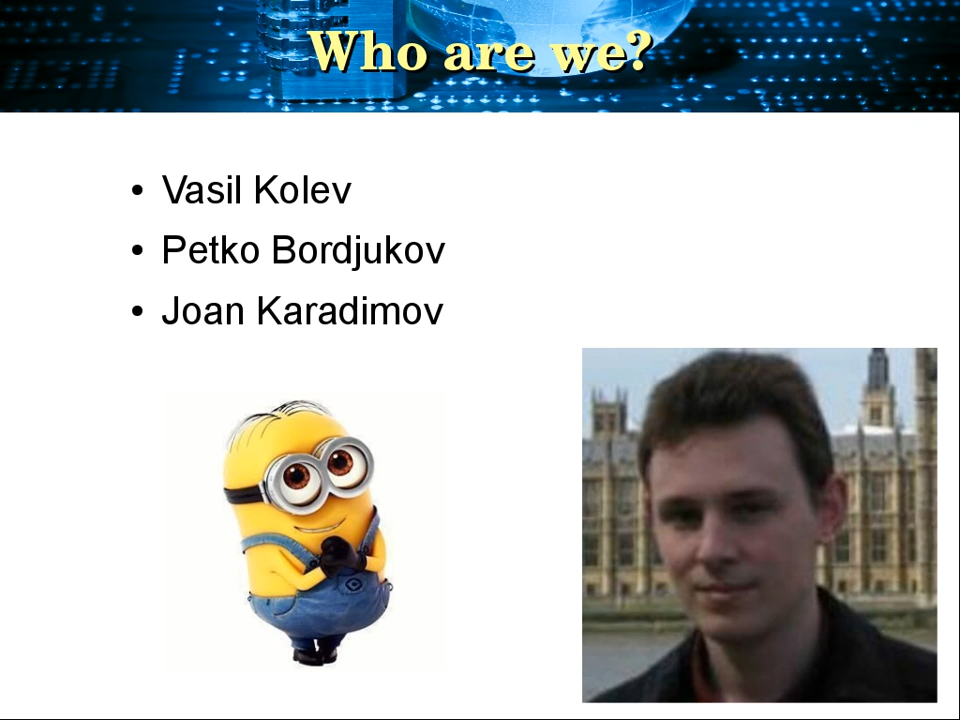 Who are we?
• Vasil Kolev
• Petko Bordjukov
• Joan Karadimov